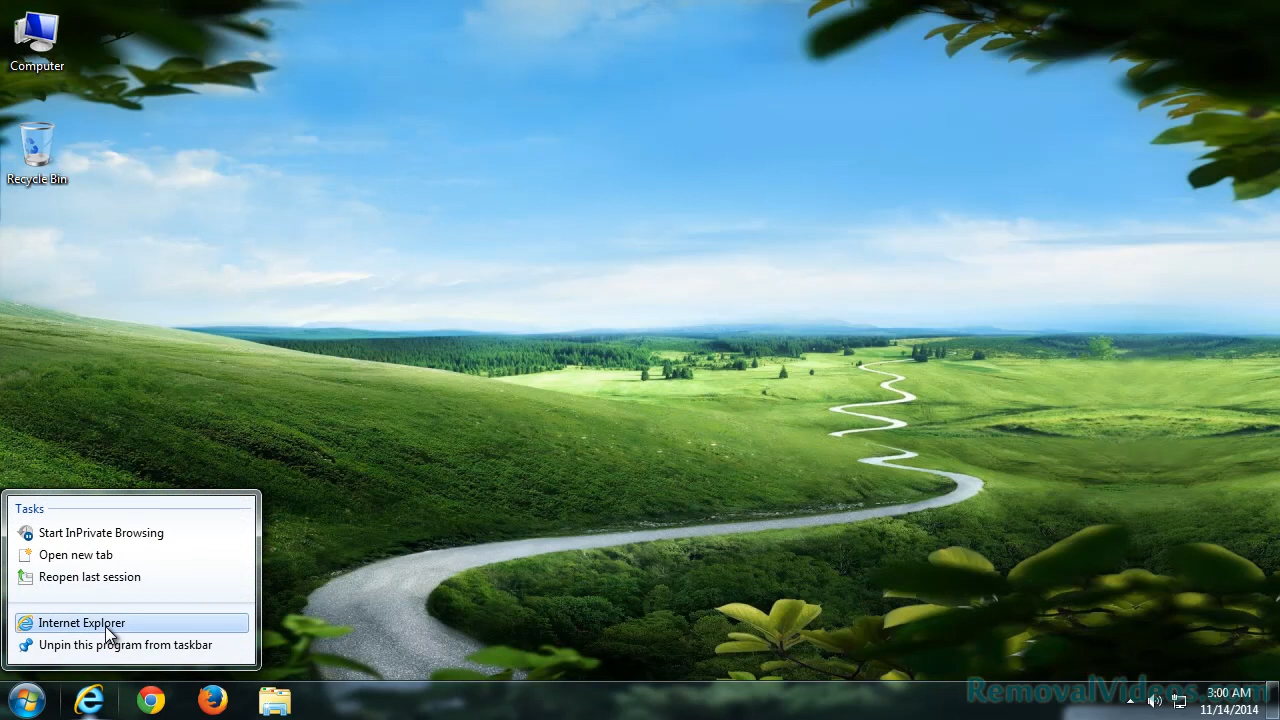 Computer
Recycle Bin
Tasks
Start InPrivate Browsing
Open new tab
Reopen last session
Internet Explorer
Unpin this program from taskbar
RemovalVideos.com
3:00 AM
11/14/2014